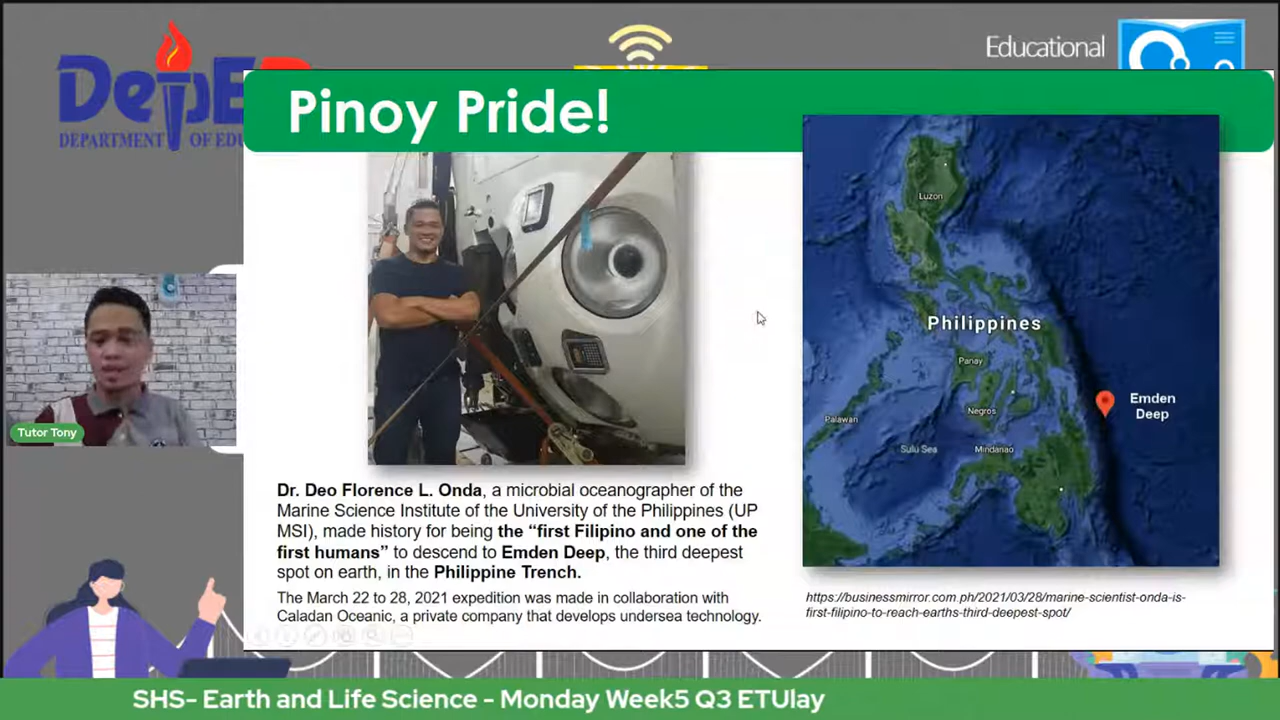 DepE
DEPARTMENT OF EDU
Educational
Pinoy Pride!
Luzon
Philippines
Panay
Negros
Palawan
Sulu Sea
Mindanao
Emden
Deep
Tutor Tony
Dr. Deo Florence L. Onda, a microbial oceanographer of the
Marine Science Institute of the University of the Philippines (UP
MSI), made history for being the “first Filipino and one of the
first humans” to descend to Emden Deep, the third deepest
spot on earth, in the Philippine Trench.
The March 22 to 28, 2021 expedition was made in collaboration with
Caladan Oceanic, a private company that develops undersea technology.
https://businessmirror.com.ph/2021/03/28/marine-scientist-onda-is-
first-filipino-to-reach-earths-third-deepest-spot/
SHS- Earth and Life Science - Monday Week5 Q3 ETUlay